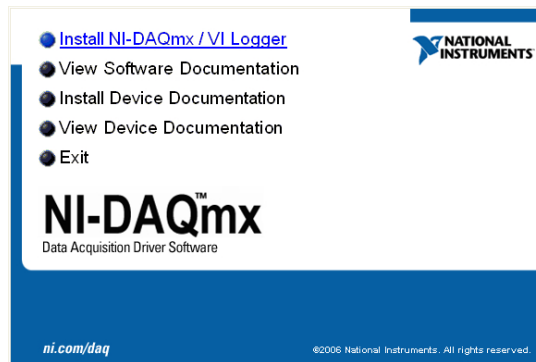 Install NI-DAQmx / VI Logger
NATIONAL
INSTRUMENTS
View Software Documentation
Install Device Documentation
View Device Documentation
Exit
NI-DAQ™mx
Data Acquisition Driver Software
ni.com/daq
©2006 National Instruments. All rights reserved.